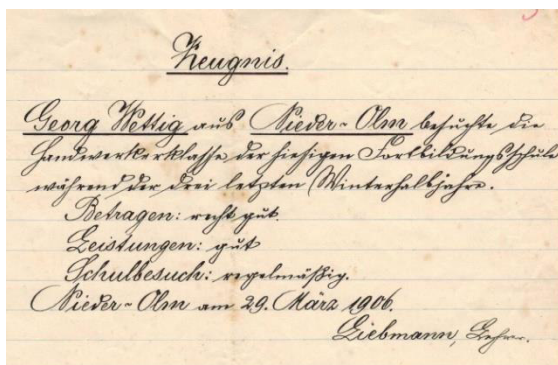 Zeugnis.
Georg Wettig aus Nieder-Olm besuchte die
Handwerkerklasse der hiesigen Fortbildungsschule
während der drei letzten Winterhalbjahre.
Betragen: recht gut.
Leistungen: gut
Schulbesuch: regelmäßig.
Nieder-Olm am 29. März 1906.
Liebmann, Lehrer.